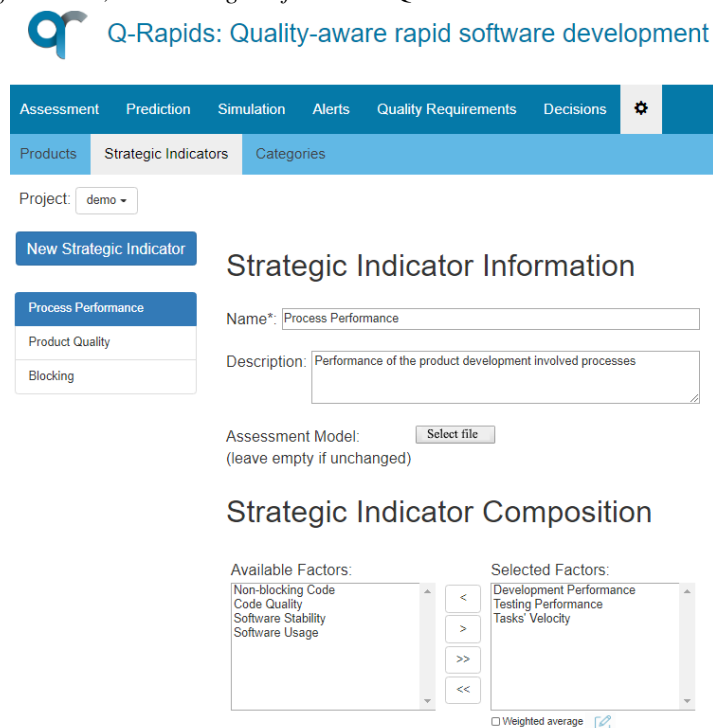 Q-Rapids: Quality-aware rapid software development
Assessment Prediction Simulation Alerts Quality Requirements Decisions
Products Strategic Indicators Categories
Project: demo
New Strategic Indicator
Process Performance
Product Quality
Blocking
Strategic Indicator Information
Name*: Process Performance
Description: Performance of the product development involved processes
Assessment Model: Select file
(leave empty if unchanged)
Strategic Indicator Composition
Available Factors:
Non-blocking Code
Code Quality
Software Stability
Software Usage
<
>
>>
<<
Selected Factors:
Development Performance
Testing Performance
Tasks' Velocity
Weighted average